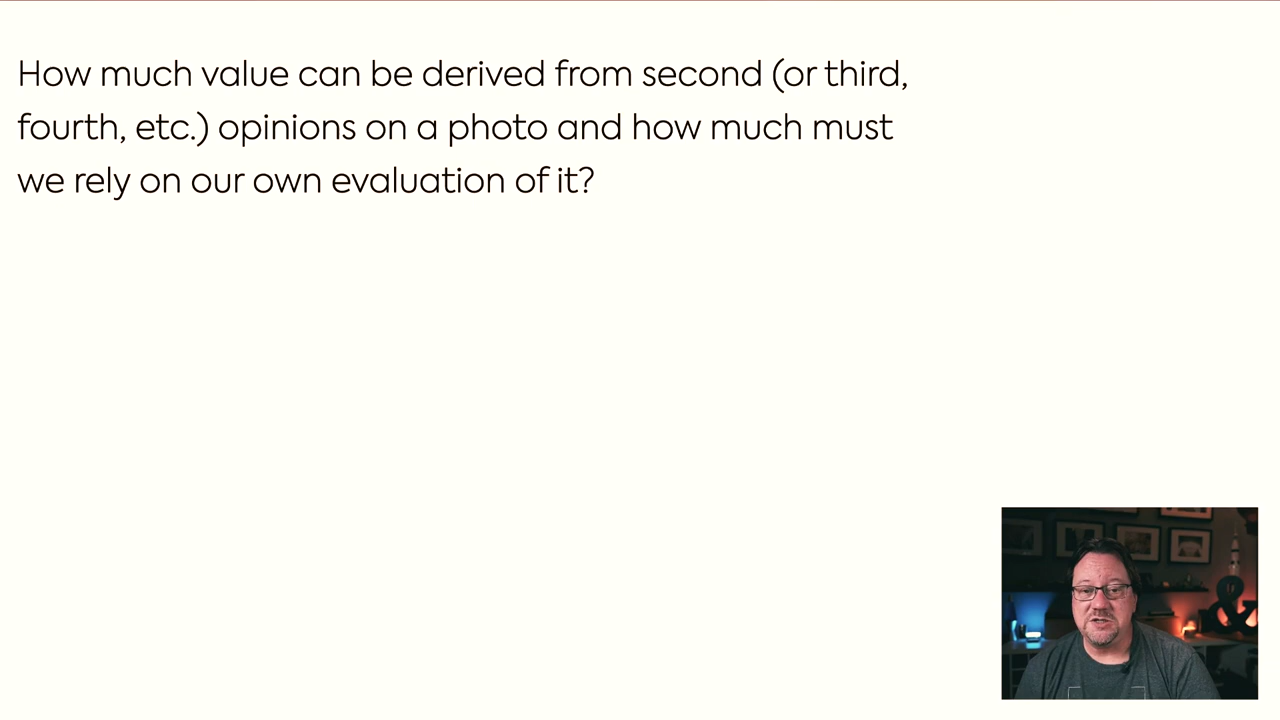 How much value can be derived from second (or third,
fourth, etc.) opinions on a photo and how much must
we rely on our own evaluation of it?